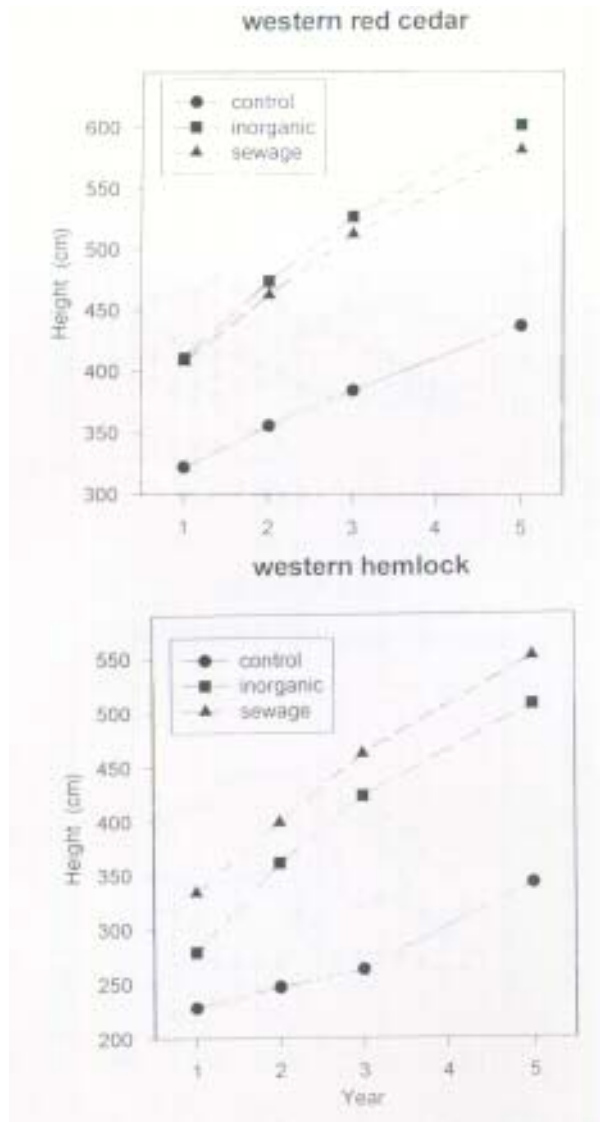 western red cedar
control
inorganic
sewage
600
550
500
450
400
350
300
Height (cm)
1 2 3 4 5
western hemlock
control
inorganic
sewage
550
500
450
400
350
300
250
200
Height (cm)
1 2 3 4 5
Year